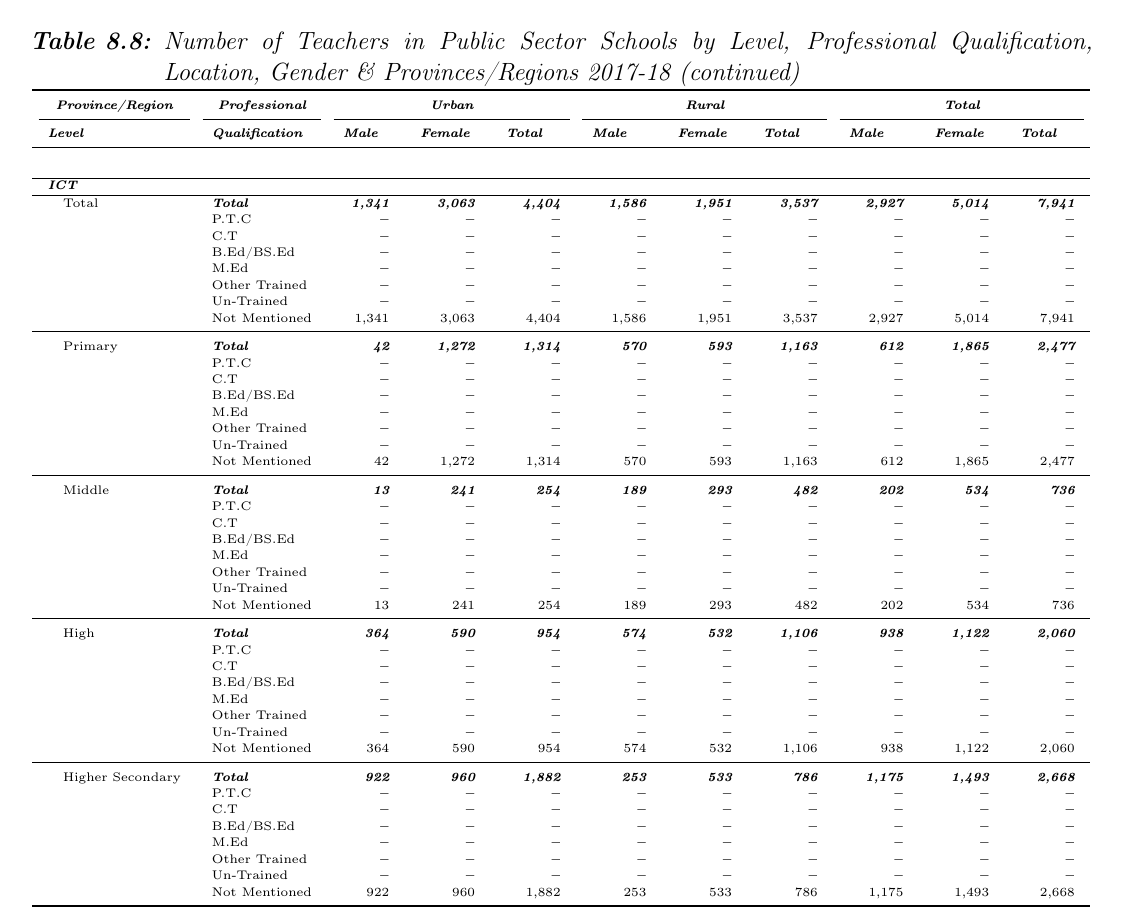 Table 8.8: Number of Teachers in Public Sector Schools by Level, Professional Qualification,
Location, Gender & Provinces/Regions 2017-18 (continued)
Province/Region Professional Urban Rural Total
Level Qualification Male Female Total Male Female Total Male Female Total
ICT
Total Total 1,341 3,063 4,404 1,586 1,951 3,537 2,927 5,014 7,941
P.T.C – – – – – – – – –
C.T – – – – – – – – –
B.Ed/BS.Ed – – – – – – – – –
M.Ed – – – – – – – – –
Other Trained – – – – – – – – –
Un-Trained – – – – – – – – –
Not Mentioned 1,341 3,063 4,404 1,586 1,951 3,537 2,927 5,014 7,941
Primary Total 42 1,272 1,314 570 593 1,163 612 1,865 2,477
P.T.C – – – – – – – – –
C.T – – – – – – – – –
B.Ed/BS.Ed – – – – – – – – –
M.Ed – – – – – – – – –
Other Trained – – – – – – – – –
Un-Trained – – – – – – – – –
Not Mentioned 42 1,272 1,314 570 593 1,163 612 1,865 2,477
Middle Total 13 241 254 189 293 482 202 534 736
P.T.C – – – – – – – – –
C.T – – – – – – – – –
B.Ed/BS.Ed – – – – – – – – –
M.Ed – – – – – – – – –
Other Trained – – – – – – – – –
Un-Trained – – – – – – – – –
Not Mentioned 13 241 254 189 293 482 202 534 736
High Total 364 590 954 574 532 1,106 938 1,122 2,060
P.T.C – – – – – – – – –
C.T – – – – – – – – –
B.Ed/BS.Ed – – – – – – – – –
M.Ed – – – – – – – – –
Other Trained – – – – – – – – –
Un-Trained – – – – – – – – –
Not Mentioned 364 590 954 574 532 1,106 938 1,122 2,060
Higher Secondary Total 922 960 1,882 253 533 786 1,175 1,493 2,668
P.T.C – – – – – – – – –
C.T – – – – – – – – –
B.Ed/BS.Ed – – – – – – – – –
M.Ed – – – – – – – – –
Other Trained – – – – – – – – –
Un-Trained – – – – – – – – –
Not Mentioned 922 960 1,882 253 533 786 1,175 1,493 2,668